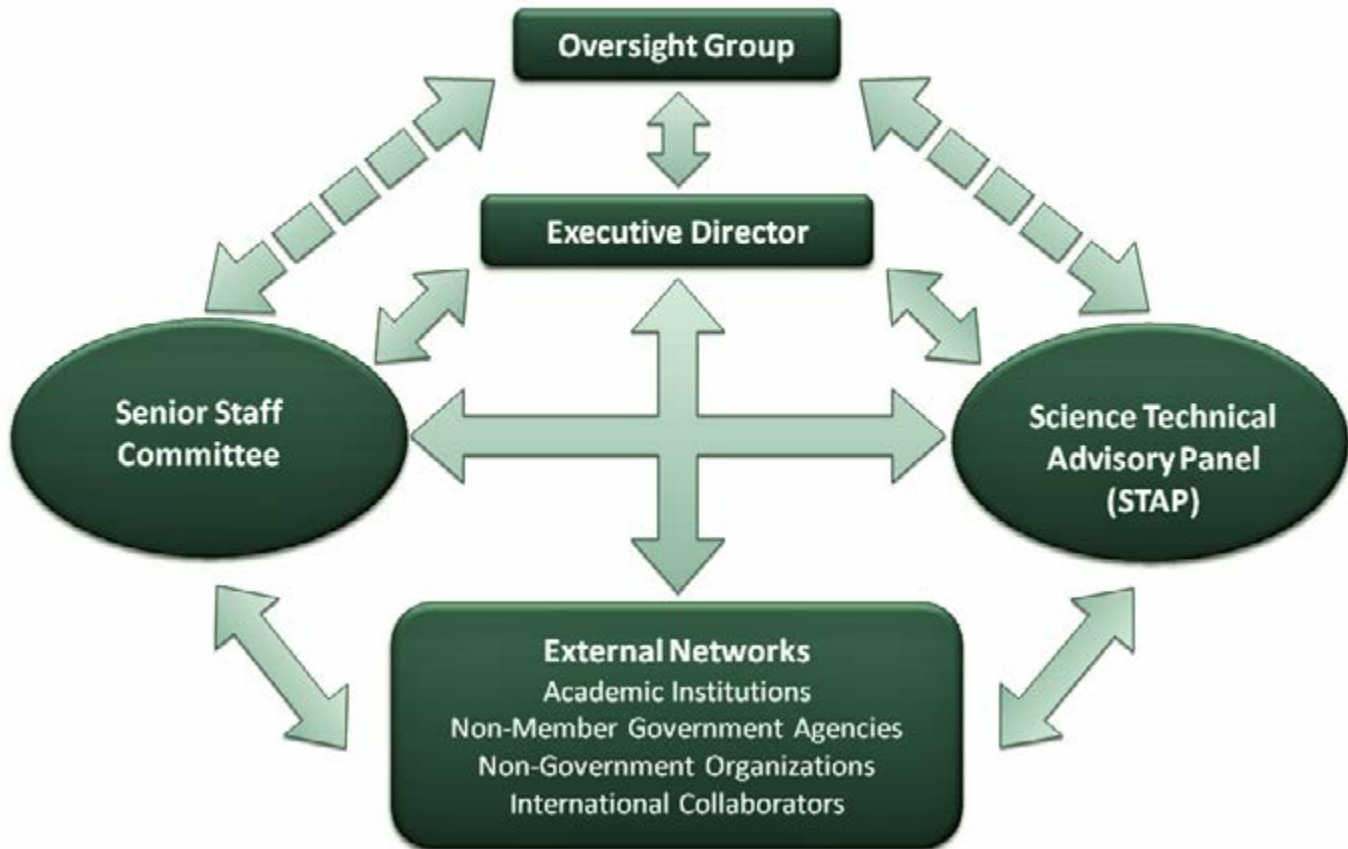 Oversight Group
Executive Director
Senior Staff
Committee
Science Technical
Advisory Panel
(STAP)
External Networks
Academic Institutions
Non-Member Government Agencies
Non-Government Organizations
International Collaborators